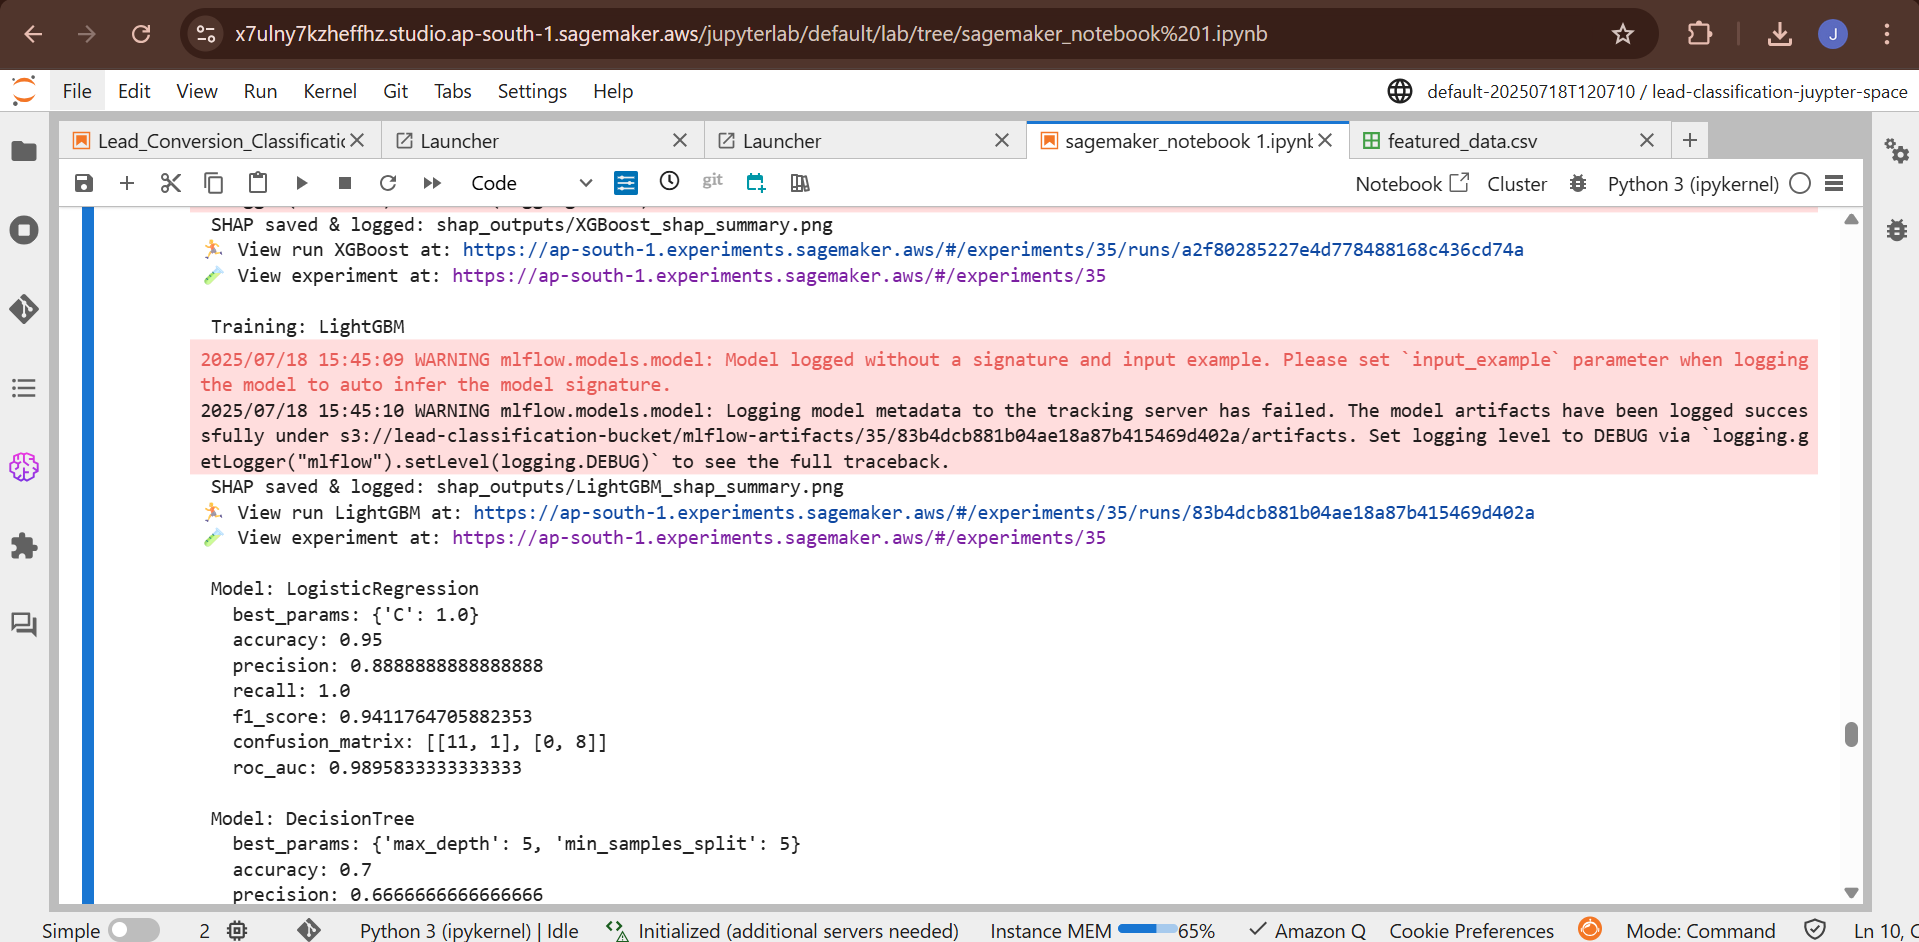 x7ulny7kzheffhz.studio.ap-south-1.sagemaker.aws/jupyterlab/default/lab/tree/sagemaker_notebook%201.ipynb
J
File Edit View Run Kernel Git Tabs Settings Help
default-20250718T120710 / lead-classification-juypter-space
Lead_Conversion_Classificatic
Launcher
Launcher
sagemaker_notebook 1.ipynb
featured_data.csv
Code
git
Notebook
Cluster
Python 3 (ipykernel)
SHAP saved & logged: shap_outputs/XGBoost_shap_summary.png
🏃 View run XGBoost at: https://ap-south-1.experiments.sagemaker.aws/#/experiments/35/runs/a2f80285227e4d778488168c436cd74a
🧪 View experiment at: https://ap-south-1.experiments.sagemaker.aws/#/experiments/35
Training: LightGBM
2025/07/18 15:45:09 WARNING mlflow.models.model: Model logged without a signature and input example. Please set `input_example` parameter when logging
the model to auto infer the model signature.
2025/07/18 15:45:10 WARNING mlflow.models.model: Logging model metadata to the tracking server has failed. The model artifacts have been logged succes
sfully under s3://lead-classification-bucket/mlflow-artifacts/35/83b4dcb881b04ae18a87b415469d402a/artifacts. Set logging level to DEBUG via `logging.g
etLogger("mlflow").setLevel(logging.DEBUG)` to see the full traceback.
SHAP saved & logged: shap_outputs/LightGBM_shap_summary.png
🏃 View run LightGBM at: https://ap-south-1.experiments.sagemaker.aws/#/experiments/35/runs/83b4dcb881b04ae18a87b415469d402a
🧪 View experiment at: https://ap-south-1.experiments.sagemaker.aws/#/experiments/35
Model: LogisticRegression
best_params: {'C': 1.0}
accuracy: 0.95
precision: 0.8888888888888888
recall: 1.0
f1_score: 0.9411764705882353
confusion_matrix: [[11, 1], [0, 8]]
roc_auc: 0.9895833333333333
Model: DecisionTree
best_params: {'max_depth': 5, 'min_samples_split': 5}
accuracy: 0.7
precision: 0.6666666666666666
Simple 2 Python 3 (ipykernel) | Idle Initialized (additional servers needed) Instance MEM 65% Amazon Q Cookie Preferences Mode: Command Ln 10, C